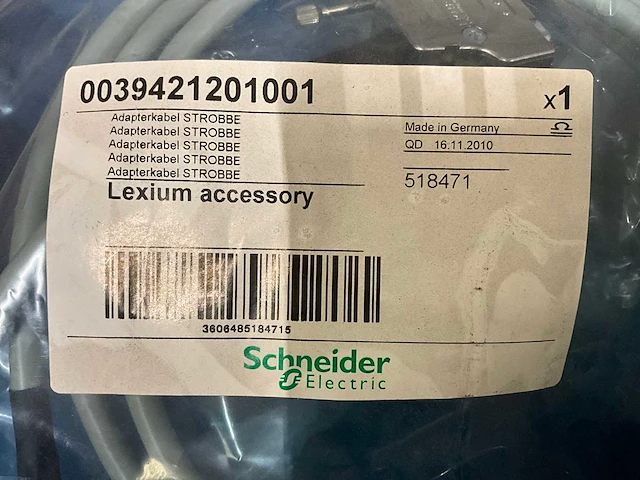 0039421201001
x1
Adapterkabel STROBBE
Adapterkabel STROBBE
Adapterkabel STROBBE
Adapterkabel STROBBE
Adapterkabel STROBBE
Lexium accessory
Made in Germany
QD 16.11.2010
518471
3606485184715
Schneider
Electric